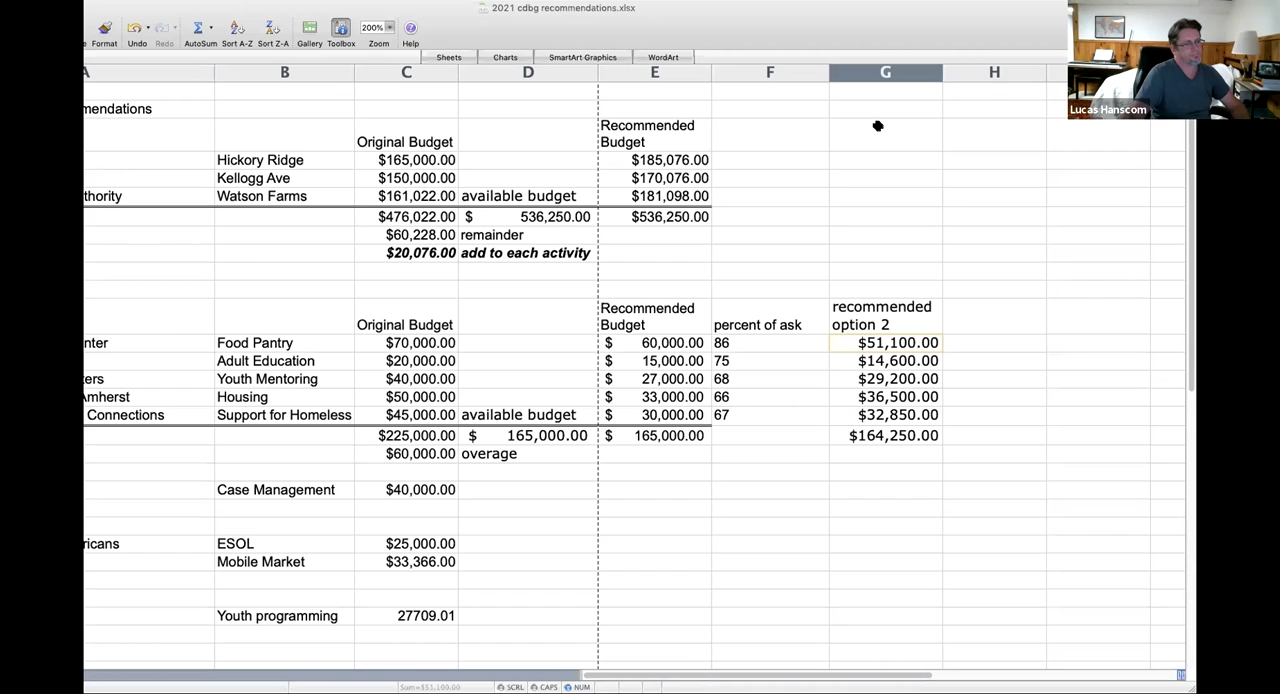 2021 cdbg recommendations.xlsx
Format Undo Redo AutoSum Sort A-Z Sort Z-A Gallery Toolbox 200% Zoom Help
Sheets Charts SmartArt Graphics WordArt
A B C D E F G H
Lucas Hanscom
mendations
Original Budget Recommended Budget
Hickory Ridge $165,000.00 $185,076.00
Kellogg Ave $150,000.00 $170,076.00
thority Watson Farms $161,022.00 available budget $181,098.00
$476,022.00 $ 536,250.00 $536,250.00
$60,228.00 remainder
$20,076.00 add to each activity
Original Budget Recommended Budget percent of ask recommended option 2
nter Food Pantry $70,000.00 $ 60,000.00 86 $51,100.00
Adult Education $20,000.00 $ 15,000.00 75 $14,600.00
ters Youth Mentoring $40,000.00 $ 27,000.00 68 $29,200.00
Amherst Housing $50,000.00 $ 33,000.00 66 $36,500.00
Connections Support for Homeless $45,000.00 available budget $ 30,000.00 67 $32,850.00
$225,000.00 $ 165,000.00 $ 165,000.00 $164,250.00
$60,000.00 overage
Case Management $40,000.00
ricans ESOL $25,000.00
Mobile Market $33,366.00
Youth programming 27709.01
Sum=$51,100.00 SCRL CAPS NUM